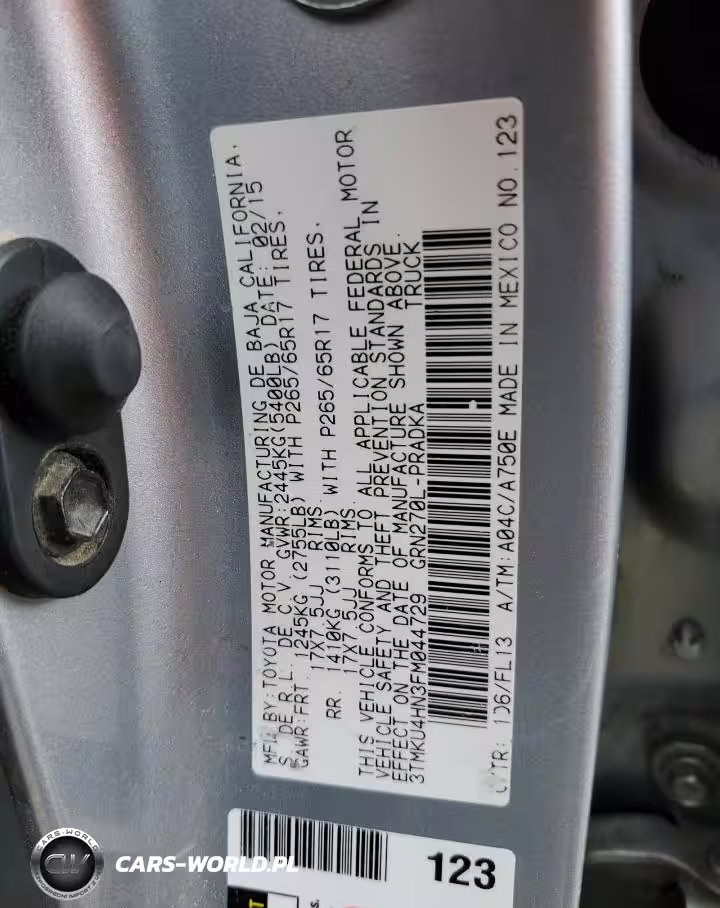 MFD BY: TOYOTA MOTOR MANUFACTURING DE BAJA CALIFORNIA,
S. DE R.L. DE C.V. GVWR: 2445KG(5400LB) DATE: 02/15
GAWR:FRT. 1245KG (2755LB) WITH P265/65R17 TIRES.
17X7.5JJ RIMS
RR. 1410KG (3110LB) WITH P265/65R17 TIRES.
17X7.5JJ RIMS
THIS VEHICLE CONFORMS TO ALL APPLICABLE FEDERAL MOTOR
VEHICLE SAFETY AND THEFT PREVENTION STANDARDS IN
EFFECT ON THE DATE OF MANUFACTURE SHOWN ABOVE.
3TMKU4HN3FM044729 GRN270L-PRADKA TRUCK
C/TR: 1D6/FL13 A/TM: A04C/A750E MADE IN MEXICO NO. 123
123
CW
CARS-WORLD.PL